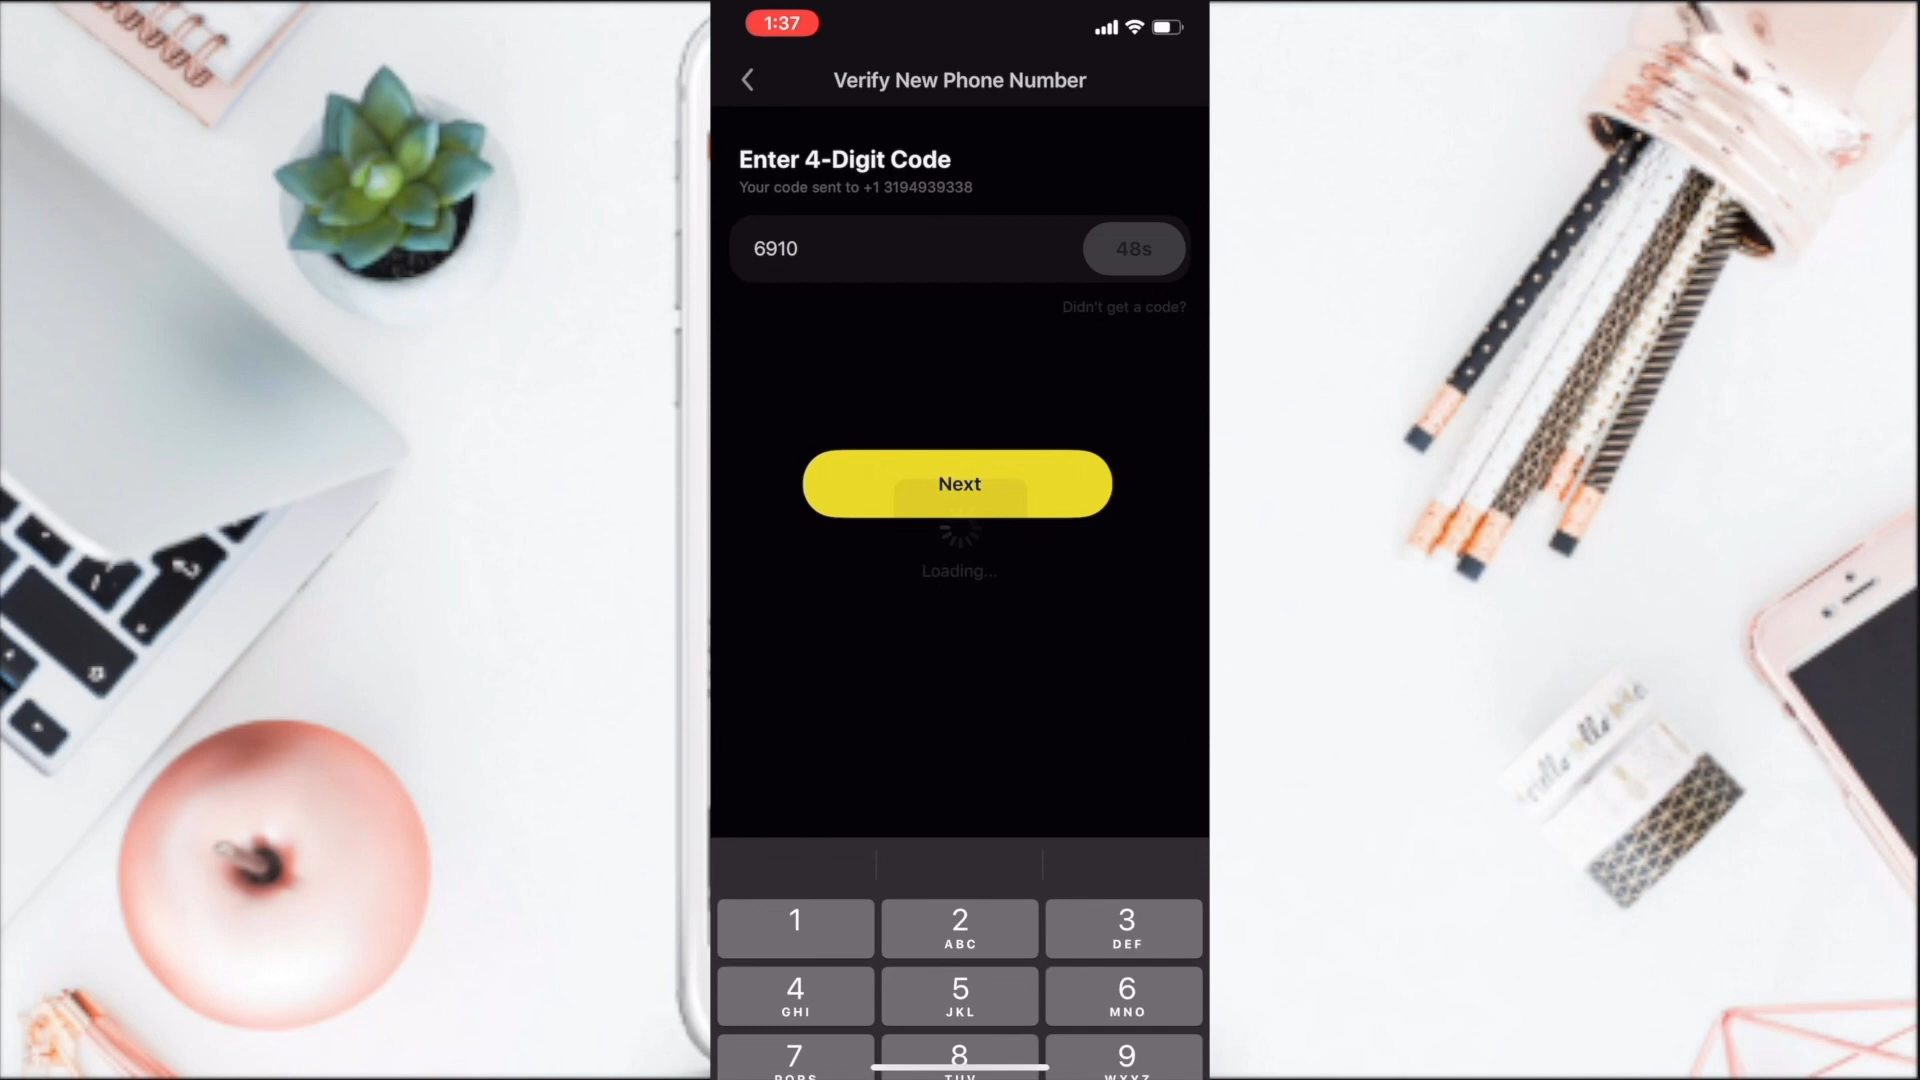 1:37
Verify New Phone Number
Enter 4-Digit Code
Your code sent to +1 3194939338
6910
48s
Didn't get a code?
Next
Loading...
1
2
3
ABC
DEF
4
5
6
GHI
JKL
MNO
7
8
9
PQRS
TUV
WXYZ